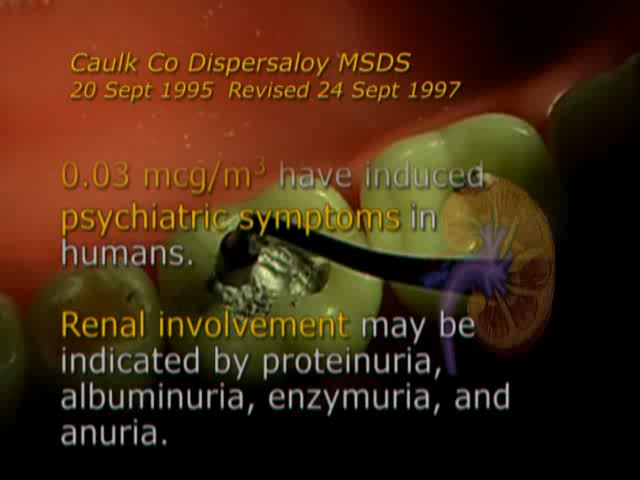 Caulk Co Dispersaloy MSDS
20 Sept 1995 Revised 24 Sept 1997
0.03 mcg/m³ have induced
psychiatric symptoms in
humans.
Renal involvement may be
indicated by proteinuria,
albuminuria, enzymuria, and
anuria.